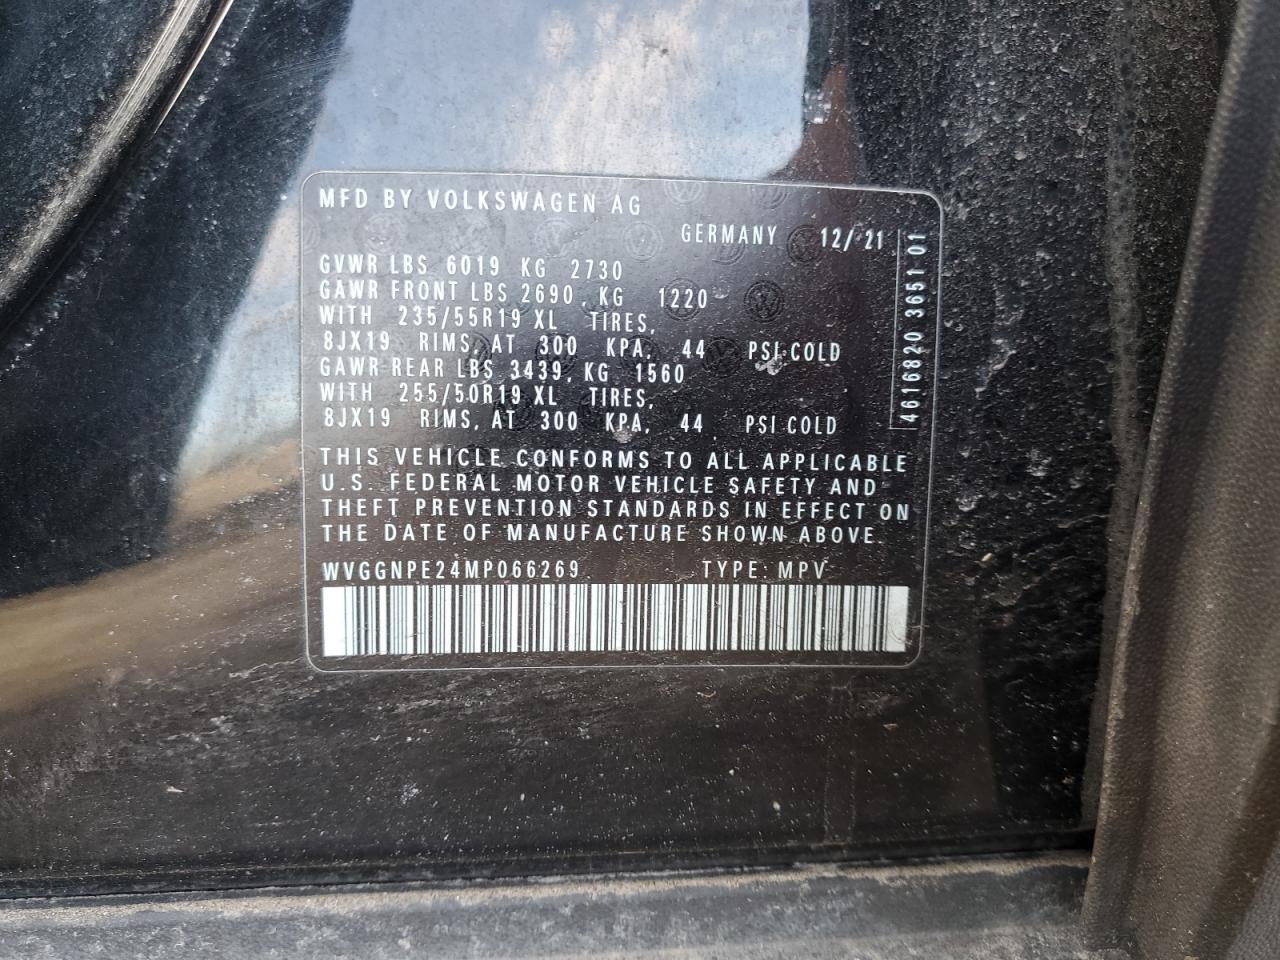 MFD BY VOLKSWAGEN AG
GERMANY 12/21
GVWR LBS 6019 KG 2730
GAWR FRONT LBS 2690, KG 1220
WITH 235/55R19 XL TIRES,
8JX19 RIMS, AT 300 KPA, 44 PSI COLD
GAWR REAR LBS 3439, KG 1560
WITH 255/50R19 XL TIRES,
8JX19 RIMS, AT 300 KPA, 44 PSI COLD
THIS VEHICLE CONFORMS TO ALL APPLICABLE
U.S. FEDERAL MOTOR VEHICLE SAFETY AND
THEFT PREVENTION STANDARDS IN EFFECT ON
THE DATE OF MANUFACTURE SHOWN ABOVE
WVGGNPE24MP066269 TYPE: MPV
4616820 3651 01